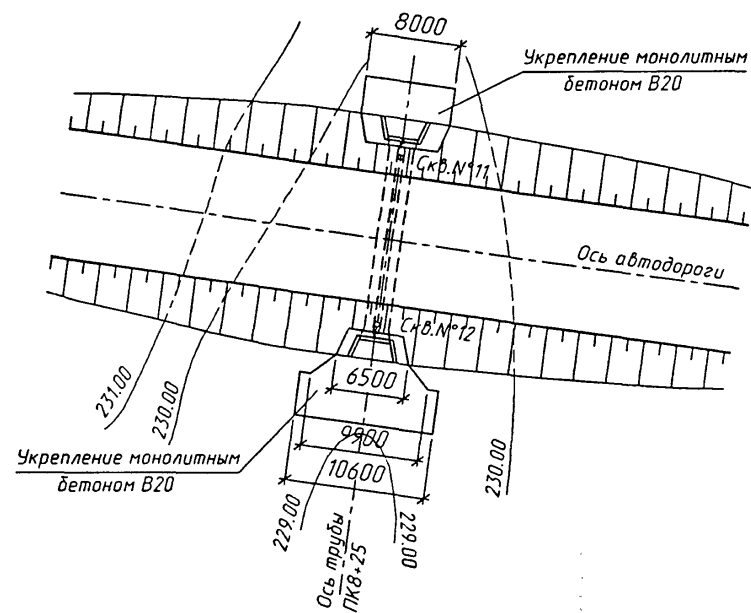 8000
Укрепление монолитным
бетоном В20
Скв.№11
Ось автодороги
Скв.№12
6500
231.00
230.00
9900
230.00
Укрепление монолитным
бетоном В20
10600
229.00
229.00
Ось трубы
ПК8+25